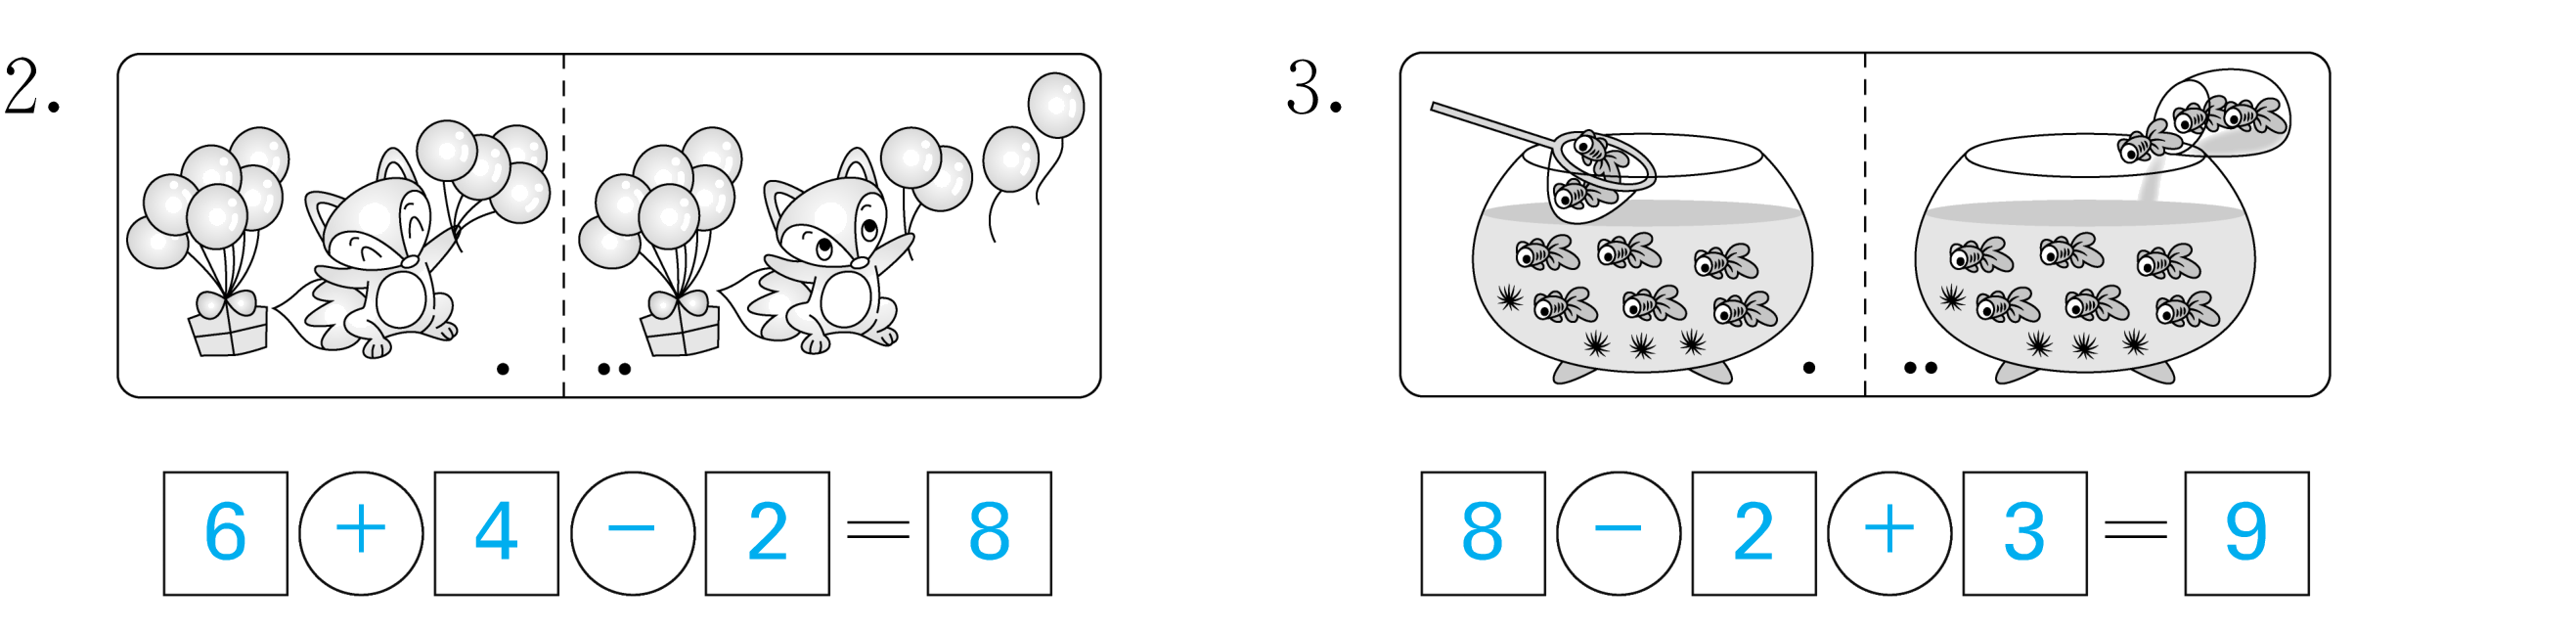 2. 3.
6 + 4 − 2 = 8
8 − 2 + 3 = 9